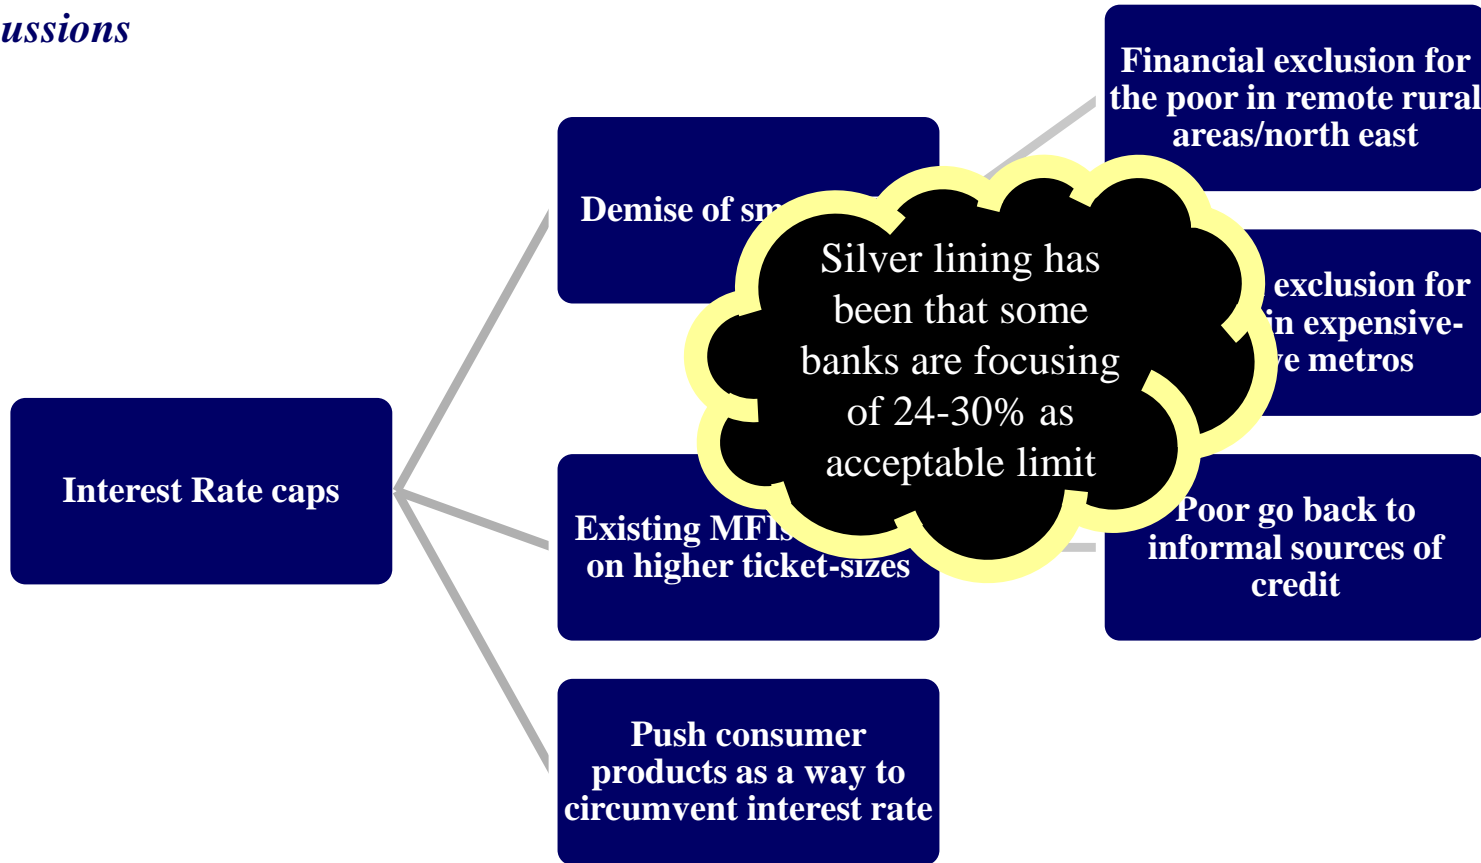 ussions
Financial exclusion for
the poor in remote rural
areas/north east
Demise of sm
Silver lining has
been that some
banks are focusing
of 24-30% as
acceptable limit
exclusion for
in expensive-
ve metros
Interest Rate caps
Existing MFIs
on higher ticket-sizes
Poor go back to
informal sources of
credit
Push consumer
products as a way to
circumvent interest rate